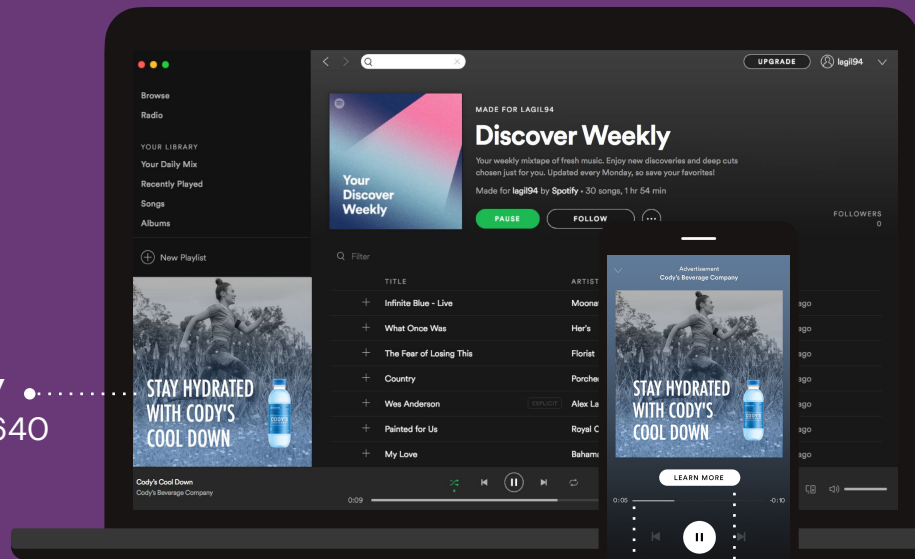 UPGRADE
lagil94
Browse
Radio
YOUR LIBRARY
Your Daily Mix
Recently Played
Songs
Albums
New Playlist
STAY HYDRATED
WITH CODY'S
COOL DOWN
Cody's Cool Down
Cody's Beverage Company
Your
Discover
Weekly
MADE FOR LAGIL94
Discover Weekly
Your weekly mixtape of fresh music. Enjoy new discoveries and deep cuts
chosen just for you. Updated every Monday, so save your favorites!
Made for lagil94 by Spotify • 30 songs, 1 hr 54 min
PAUSE
FOLLOW
FOLLOWERS
0
Filter
TITLE ARTIST
Infinite Blue - Live Moona
What Once Was Her's ago
The Fear of Losing This Florist ago
Country Porche ago
Wes Anderson EXPLICIT Alex La ago
Painted for Us Royal ago
My Love Baham ago
0:09
Advertisement
Cody's Beverage Company
STAY HYDRATED
WITH CODY'S
COOL DOWN
LEARN MORE
0:05 -0:10
640